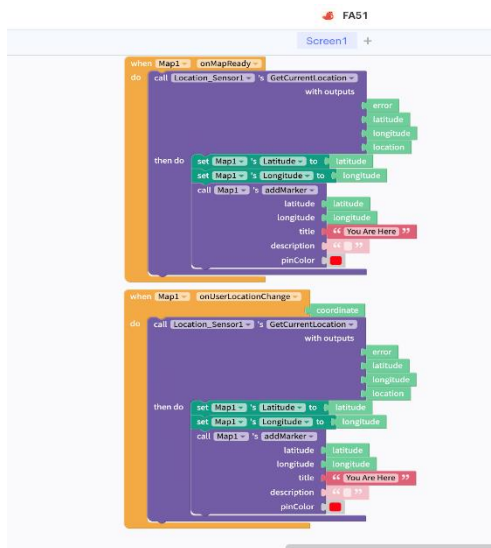 FA51
Screen1 +
when Map1 onMapReady
do call Location_Sensor1 's GetCurrentLocation
with outputs
error
latitude
longitude
location
then do set Map1 's Latitude to latitude
set Map1 's Longitude to longitude
call Map1 's addMarker
latitude latitude
longitude longitude
title “ You Are Here ”
description “ ”
pinColor
when Map1 onUserLocationChange
coordinate
do call Location_Sensor1 's GetCurrentLocation
with outputs
error
latitude
longitude
location
then do set Map1 's Latitude to latitude
set Map1 's Longitude to longitude
call Map1 's addMarker
latitude latitude
longitude longitude
title “ You Are Here ”
description “ ”
pinColor